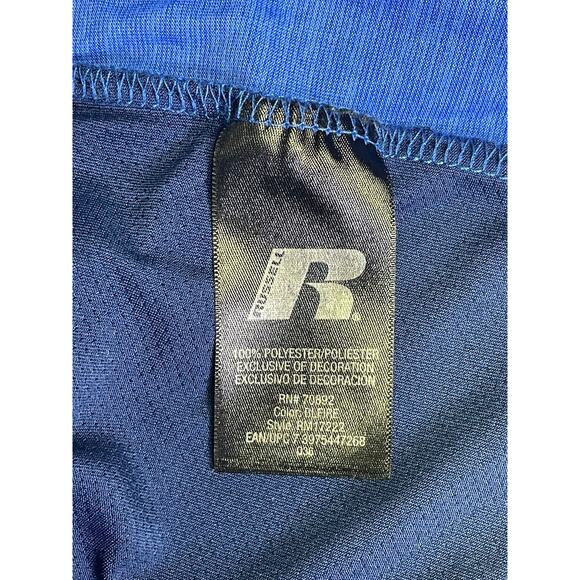 RUSSELL
R®
100% POLYESTER/POLIESTER
EXCLUSIVE OF DECORATION
EXCLUSIVO DE DECORACION
RN# 70892
Color: BLFIRE
Style: RM17222
EAN/UPC 7 3975447268
036